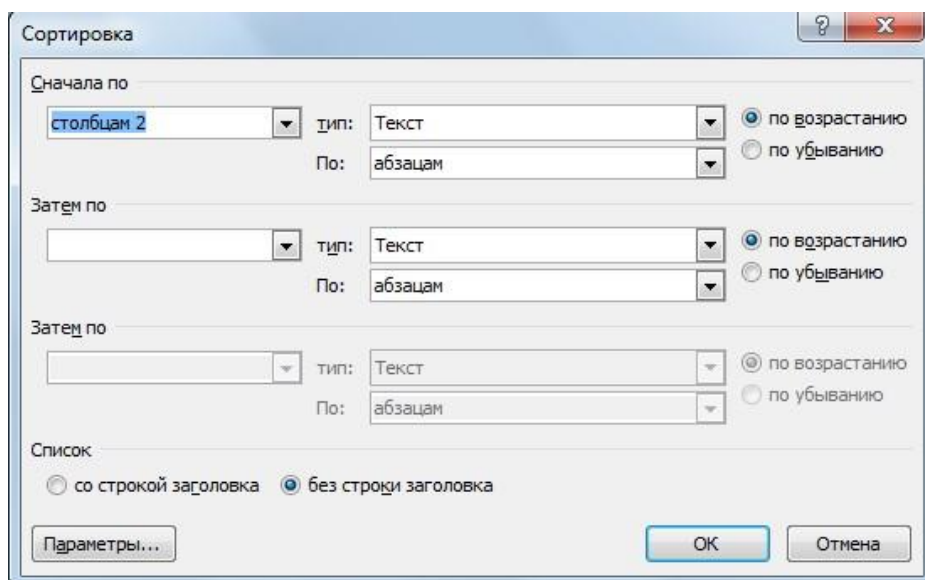 Сортировка
Сначала по
столбцам 2 тип: Текст по возрастанию
По: абзацам по убыванию
Затем по
тип: Текст по возрастанию
По: абзацам по убыванию
Затем по
тип: Текст по возрастанию
По: абзацам по убыванию
Список
со строкой заголовка без строки заголовка
Параметры... ОК Отмена